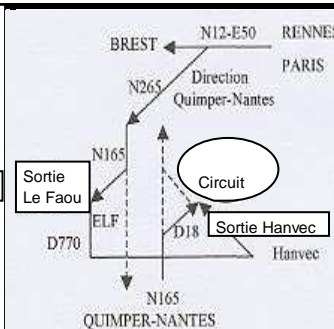 N12-E50 RENNES
BREST
PARIS
N265
Direction
Quimper-Nantes
N165
Sortie
Le Faou
Circuit
ELF
D18
Sortie Hanvec
D770
Hanvec
N165
QUIMPER-NANTES